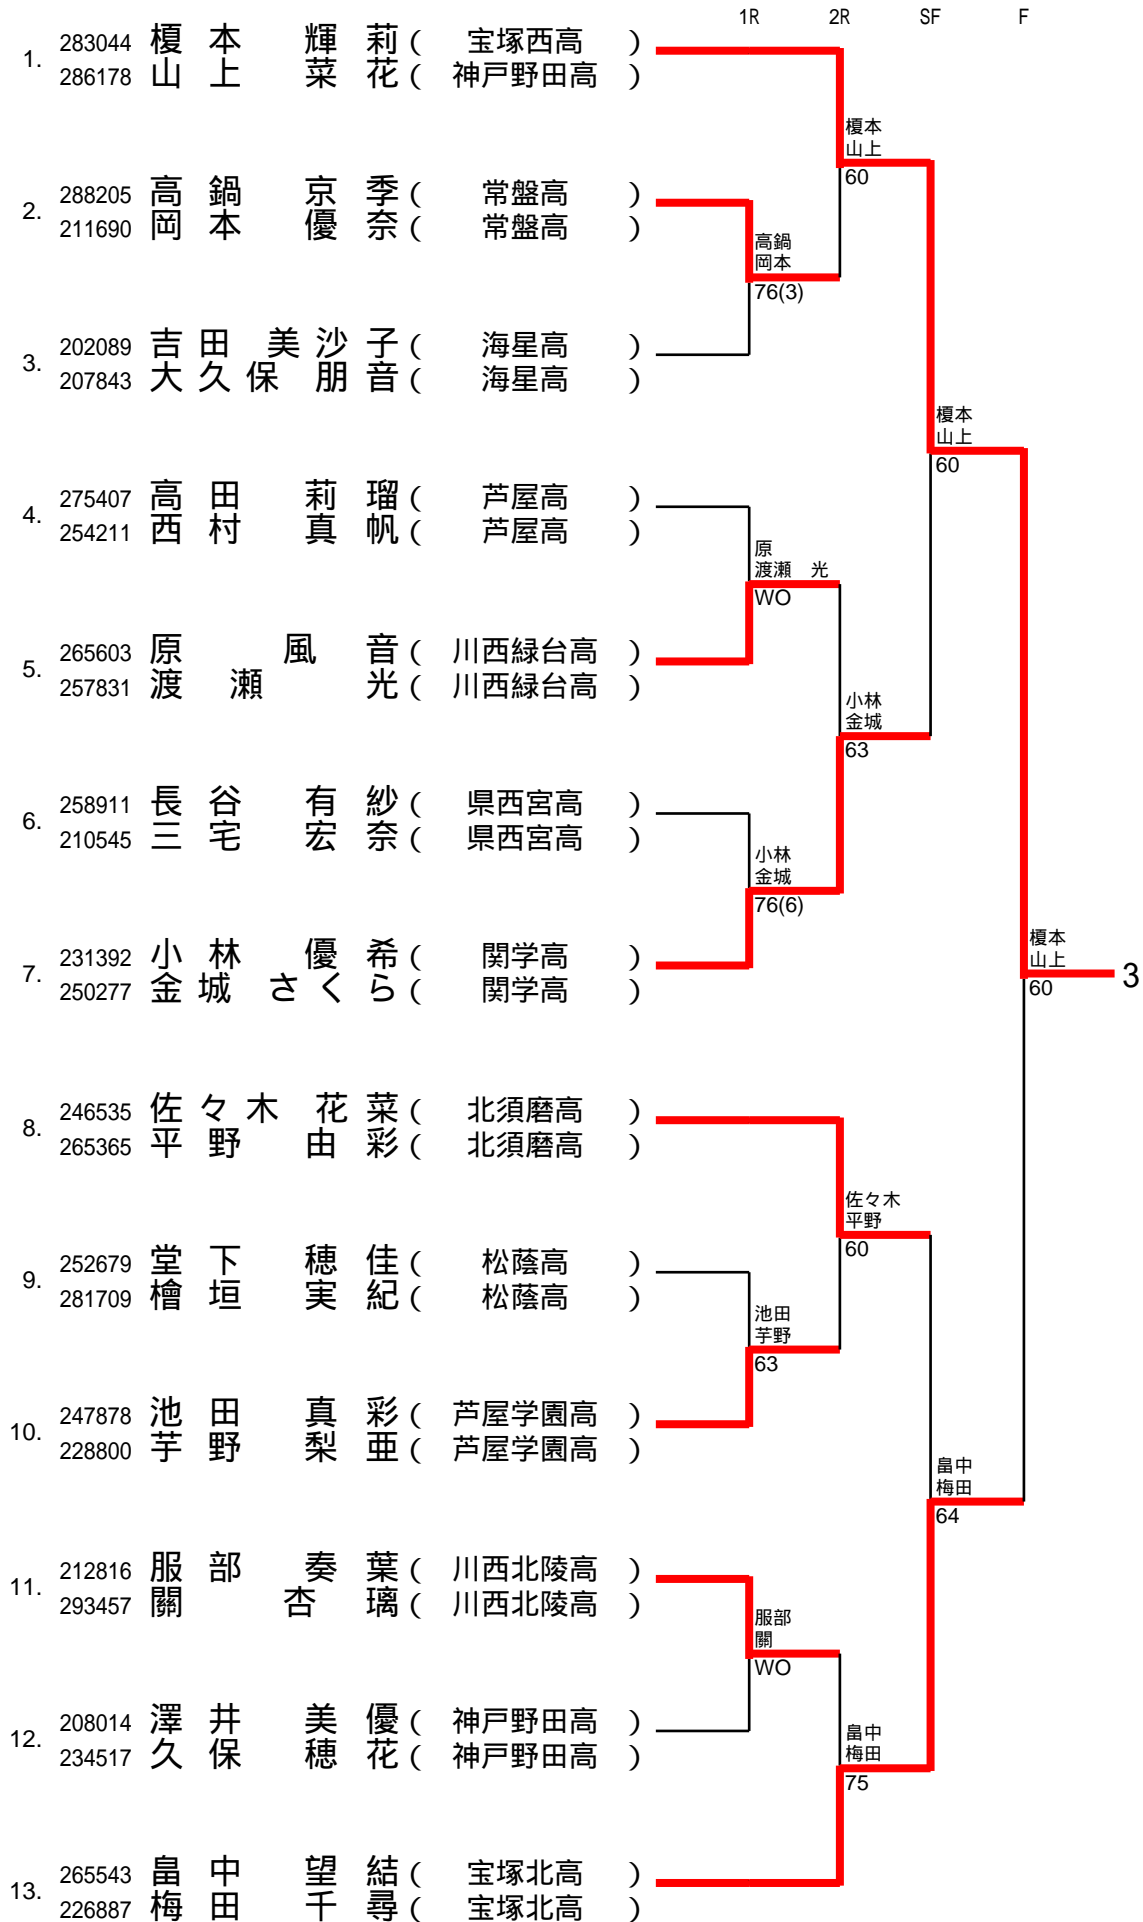 1R 2R SF F
1. 283044 榎本 輝莉 ( 宝塚西高 )
286178 山上 菜花 ( 神戸野田高 )
榎本
山上
60
2. 288205 高鍋 京季 ( 常盤高 )
211690 岡本 優奈 ( 常盤高 )
高鍋
岡本
76(3)
3. 202089 吉田 美沙子 ( 海星高 )
207843 大久保 朋音 ( 海星高 )
榎本
山上
60
4. 275407 高田 莉瑠 ( 芦屋高 )
254211 西村 真帆 ( 芦屋高 )
原
渡瀬 光
WO
5. 265603 原 風音 ( 川西緑台高 )
257831 渡瀬 光 ( 川西緑台高 )
小林
金城
63
6. 258911 長谷 有紗 ( 県西宮高 )
210545 三宅 宏奈 ( 県西宮高 )
小林
金城
76(6)
7. 231392 小林 優希 ( 関学高 )
250277 金城 さくら ( 関学高 )
榎本
山上
60
3
8. 246535 佐々木 花菜 ( 北須磨高 )
265365 平野 由彩 ( 北須磨高 )
佐々木
平野
60
9. 252679 堂下 穂佳 ( 松蔭高 )
281709 檜垣 実紀 ( 松蔭高 )
池田
芋野
63
10. 247878 池田 真彩 ( 芦屋学園高 )
228800 芋野 梨亜 ( 芦屋学園高 )
畠中
梅田
64
11. 212816 服部 奏葉 ( 川西北陵高 )
293457 關 杏璃 ( 川西北陵高 )
服部
關
WO
12. 208014 澤井 美優 ( 神戸野田高 )
234517 久保 穂花 ( 神戸野田高 )
畠中
梅田
75
13. 265543 畠中 望結 ( 宝塚北高 )
226887 梅田 千尋 ( 宝塚北高 )